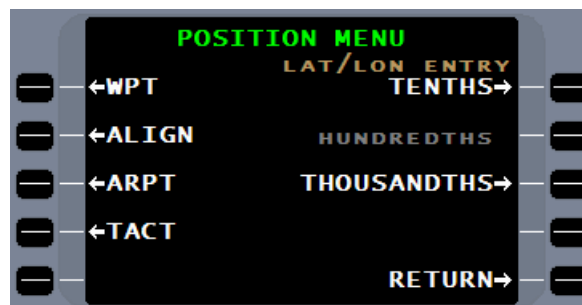 POSITION MENU
LAT/LON ENTRY
←WPT TENTHS→
←ALIGN HUNDREDTHS
←ARPT THOUSANDTHS→
←TACT
RETURN→